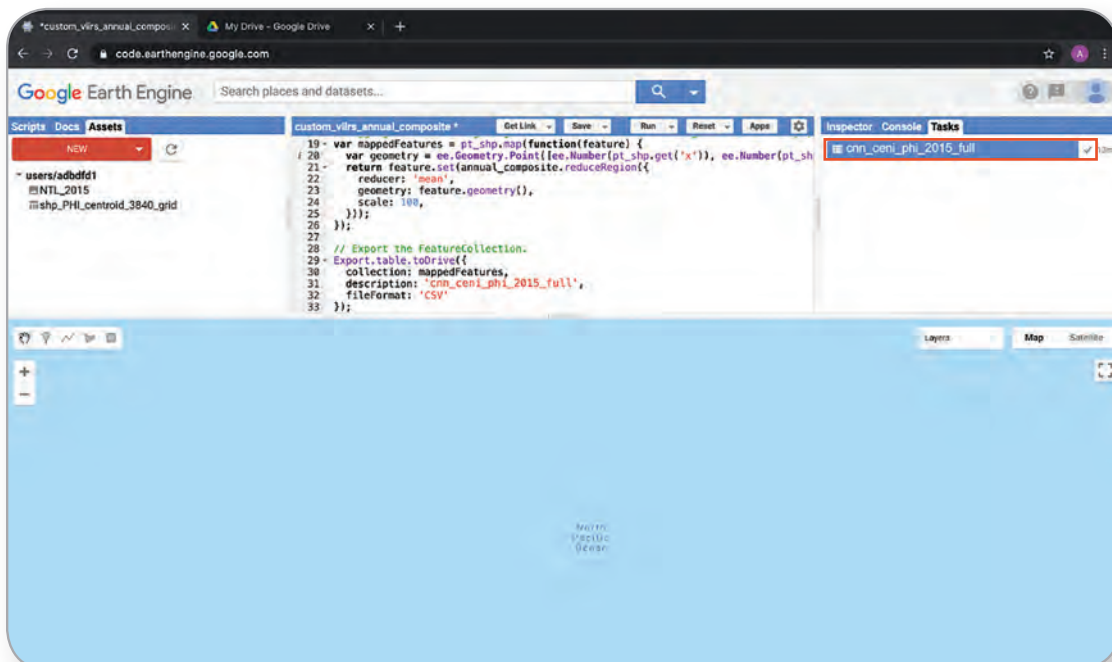 *custom_viirs_annual_compos
My Drive - Google Drive
code.earthengine.google.com
A
Google Earth Engine
Search places and datasets...
Scripts Docs Assets
NEW
users/adbdfd1
NTL_2015
shp_PHI_centroid_3840_grid
custom_viirs_annual_composite *
Get Link
Save
Run
Reset
Apps
19 var mappedFeatures = pt_shp.map(function(feature) {
i 20 var geometry = ee.Geometry.Point([ee.Number(pt_shp.get('x')), ee.Number(pt_sh
21 return feature.set(annual_composite.reduceRegion({
22 reducer: 'mean',
23 geometry: feature.geometry(),
24 scale: 100,
25 }));
26 });
27
28 // Export the FeatureCollection.
29 Export.table.toDrive({
30 collection: mappedFeatures,
31 description: 'cnn_ceni_phi_2015_full',
32 fileFormat: 'CSV'
33 });
Inspector Console Tasks
cnn_ceni_phi_2015_full
Layers
Map
Satellite
North
Pacific
Ocean